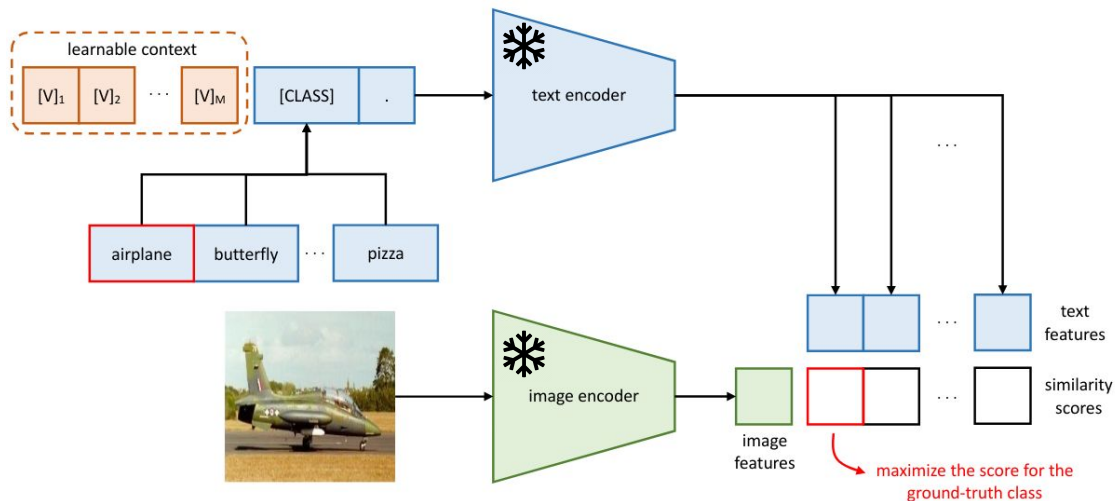 learnable context
[V]₁ [V]₂ ... [V]ₘ [CLASS] .
text encoder
...
airplane butterfly ... pizza
image encoder
... text
features
... similarity
scores
image
features
maximize the score for the
ground-truth class